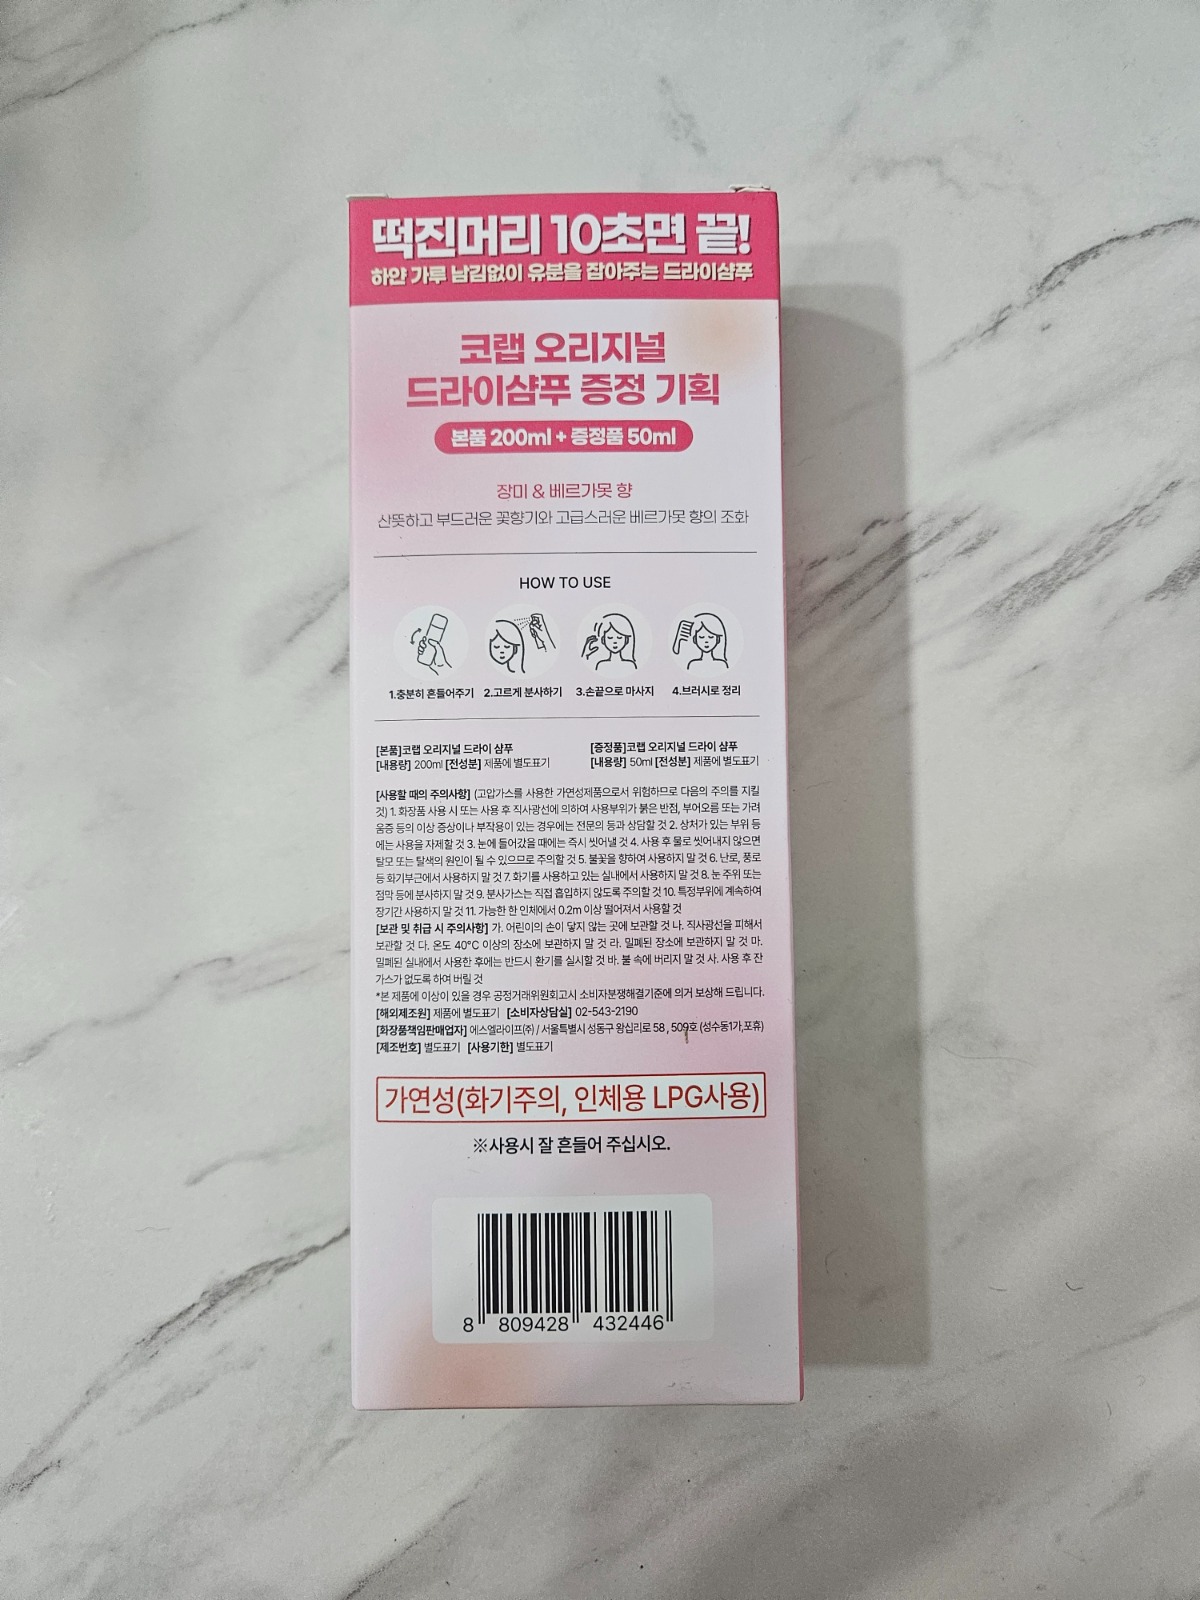 떡진머리 10초면 끝!
하얀 가루 남김없이 유분을 잡아주는 드라이샴푸
코랩 오리지널
드라이샴푸 증정 기획
본품 200ml + 증정품 50ml
장미 & 베르가못 향
산뜻하고 부드러운 꽃향기와 고급스러운 베르가못 향의 조화
HOW TO USE
1.충분히 흔들어주기 2.고르게 분사하기 3.손끝으로 마사지 4.브러시로 정리
[본품]코랩 오리지널 드라이 샴푸 [증정품]코랩 오리지널 드라이 샴푸
[내용량] 200ml [전성분] 제품에 별도표기 [내용량] 50ml [전성분] 제품에 별도표기
[사용할 때의 주의사항] (고압가스를 사용한 가연성제품으로서 위험하므로 다음의 주의를 지킬
것) 1. 화장품 사용 시 또는 사용 후 직사광선에 의하여 사용부위가 붉은 반점, 부어오름 또는 가려
움증 등의 이상 증상이나 부작용이 있는 경우에는 전문의 등과 상담할 것 2. 상처가 있는 부위 등
에는 사용을 자제할 것 3. 눈에 들어갔을 때에는 즉시 씻어낼 것 4. 사용 후 물로 씻어내지 않으면
탈모 또는 탈색의 원인이 될 수 있으므로 주의할 것 5. 불꽃을 향하여 사용하지 말 것 6. 난로, 풍로
등 화기부근에서 사용하지 말 것 7. 화기를 사용하고 있는 실내에서 사용하지 말 것 8. 눈 주위 또는
점막 등에 분사하지 말 것 9. 분사가스는 직접 흡입하지 않도록 주의할 것 10. 특정부위에 계속하여
장기간 사용하지 말 것 11. 가능한 한 인체에서 0.2m 이상 떨어져서 사용할 것
[보관 및 취급 시 주의사항] 가. 어린이의 손이 닿지 않는 곳에 보관할 것 나. 직사광선을 피해서
보관할 것 다. 온도 40°C 이상의 장소에 보관하지 말 것 라. 밀폐된 장소에 보관하지 말 것 마.
밀폐된 실내에서 사용한 후에는 반드시 환기를 실시할 것 바. 불 속에 버리지 말 것 사. 사용 후 잔
가스가 없도록 하여 버릴 것
*본 제품에 이상이 있을 경우 공정거래위원회고시 소비자분쟁해결기준에 의거 보상해 드립니다.
[해외제조원] 제품에 별도표기 [소비자상담실] 02-543-2190
[화장품책임판매업자] 에스엘라이프(주) / 서울특별시 성동구 왕십리로 58 , 509호 (성수동1가,포휴)
[제조번호] 별도표기 [사용기한] 별도표기
가연성(화기주의, 인체용 LPG사용)
※사용시 잘 흔들어 주십시오.
8 809428 432446